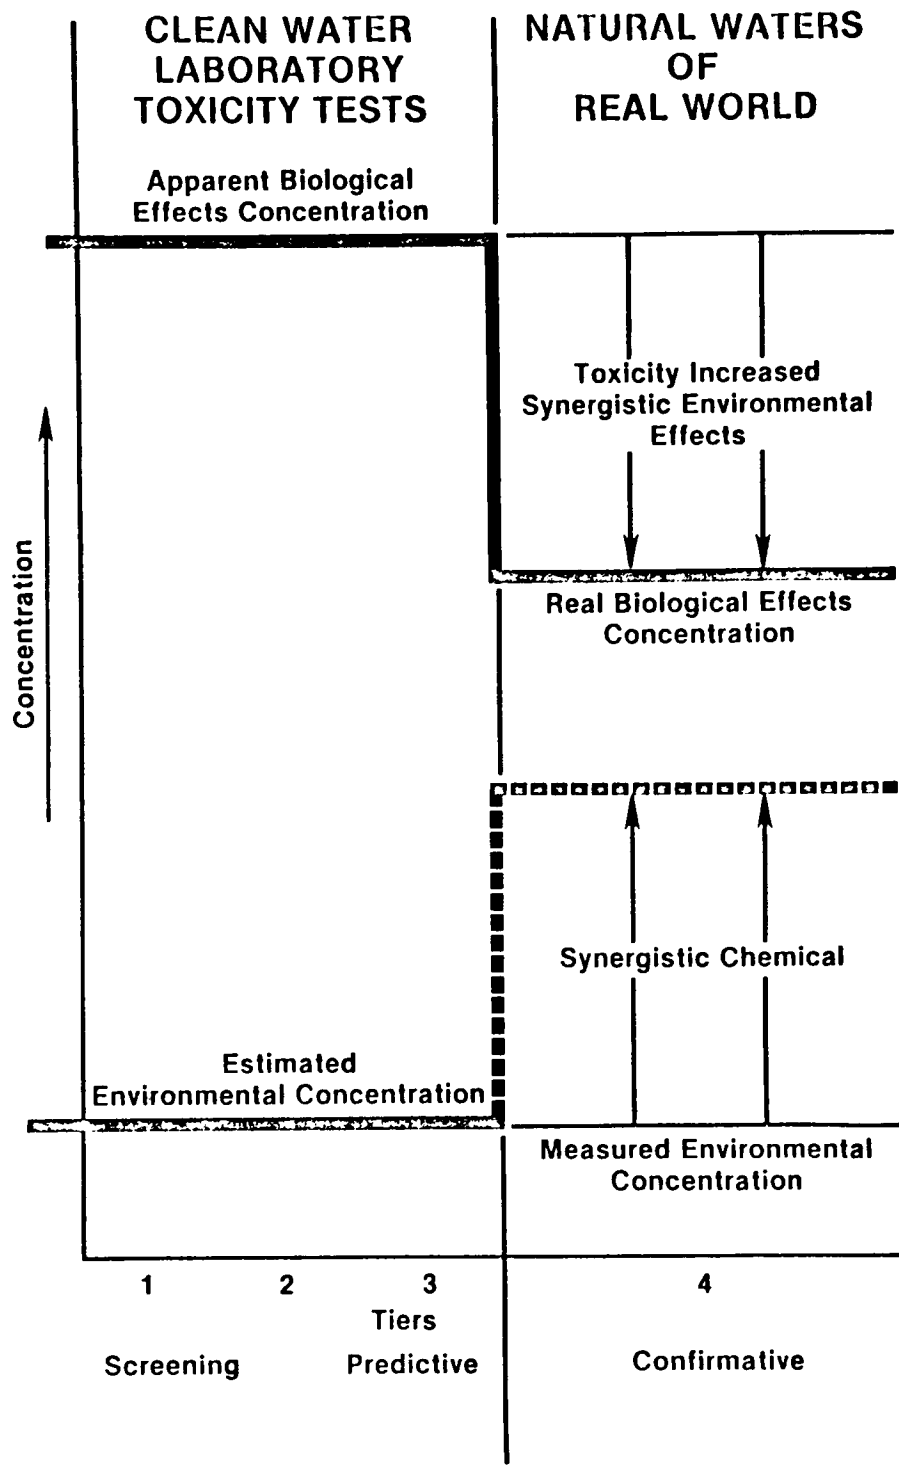 CLEAN WATER
LABORATORY
TOXICITY TESTS
NATURAL WATERS
OF
REAL WORLD
Apparent Biological
Effects Concentration
Toxicity Increased
Synergistic Environmental
Effects
Real Biological Effects
Concentration
Concentration
Synergistic Chemical
Estimated
Environmental Concentration
Measured Environmental
Concentration
1 2 3 4
Tiers
Screening Predictive Confirmative